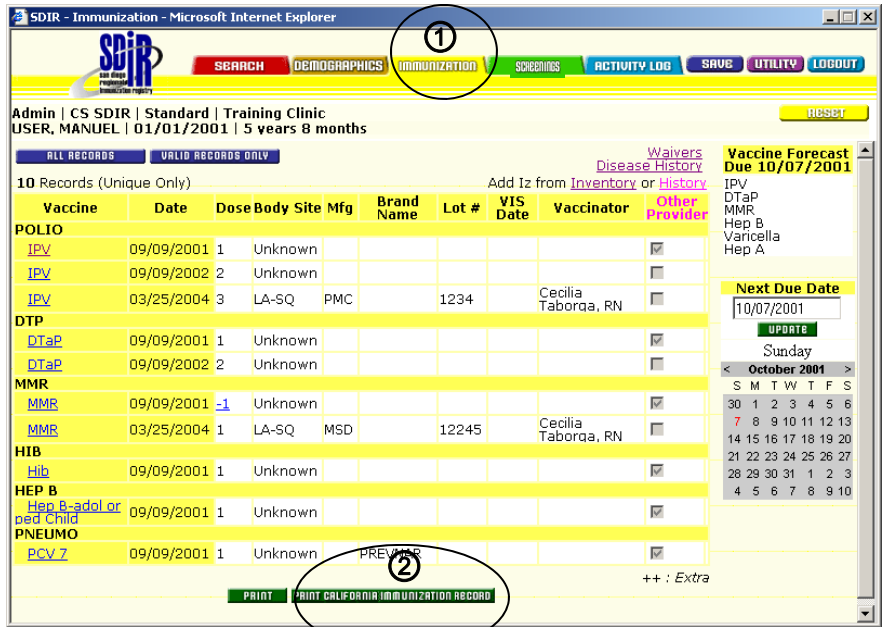 SDIR - Immunization - Microsoft Internet Explorer
SDIR
san diego
regional
immunization registry
SEARCH DEMOGRAPHICS IMMUNIZATION SCREENINGS ACTIVITY LOG SAVE UTILITY LOGOUT
1
Admin | CS SDIR | Standard | Training Clinic
USER, MANUEL | 01/01/2001 | 5 years 8 months
RESET
ALL RECORDS VALID RECORDS ONLY
Waivers
Disease History
10 Records (Unique Only) Add Iz from Inventory or History
Vaccine Date Dose Body Site Mfg Brand Name Lot # VIS Date Vaccinator Other Provider
POLIO
IPV 09/09/2001 1 Unknown
IPV 09/09/2002 2 Unknown
IPV 03/25/2004 3 LA-SQ PMC 1234 Cecilia Taborga, RN
DTP
DTaP 09/09/2001 1 Unknown
DTaP 09/09/2002 2 Unknown
MMR
MMR 09/09/2001 -1 Unknown
MMR 03/25/2004 1 LA-SQ MSD 12245 Cecilia Taborga, RN
HIB
Hib 09/09/2001 1 Unknown
HEP B
Hep B-adol or ped Child 09/09/2001 1 Unknown
PNEUMO
PCV 7 09/09/2001 1 Unknown PREVNAR
2
++ : Extra
PRINT PRINT CALIFORNIA IMMUNIZATION RECORD
Vaccine Forecast
Due 10/07/2001
IPV
DTaP
MMR
Hep B
Varicella
Hep A
Next Due Date
10/07/2001
UPDATE
Sunday
< October 2001 >
S M T W T F S
30 1 2 3 4 5 6
7 8 9 10 11 12 13
14 15 16 17 18 19 20
21 22 23 24 25 26 27
28 29 30 31 1 2 3
4 5 6 7 8 9 10